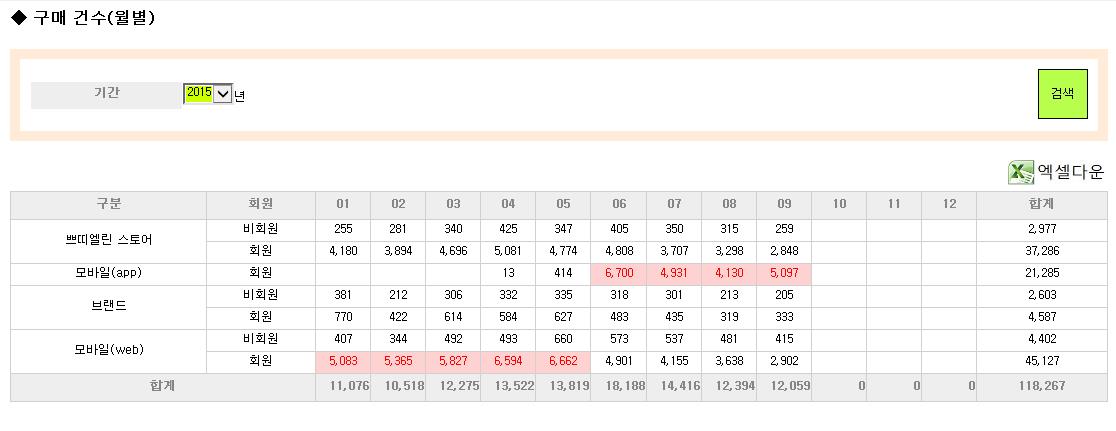 ◆ 구매 건수(월별)
기간 2015 년 검색
엑셀다운
구분 회원 01 02 03 04 05 06 07 08 09 10 11 12 합계
쁘띠엘린 스토어 비회원 255 281 340 425 347 405 350 315 259 2,977
회원 4,180 3,894 4,696 5,081 4,774 4,808 3,707 3,298 2,848 37,286
모바일(app) 회원 13 414 6,700 4,931 4,130 5,097 21,285
브랜드 비회원 381 212 306 332 335 318 301 213 205 2,603
회원 770 422 614 584 627 483 435 319 333 4,587
모바일(web) 비회원 407 344 492 493 660 573 537 481 415 4,402
회원 5,083 5,365 5,827 6,594 6,662 4,901 4,155 3,638 2,902 45,127
합계 11,076 10,518 12,275 13,522 13,819 18,188 14,416 12,394 12,059 0 0 0 118,267